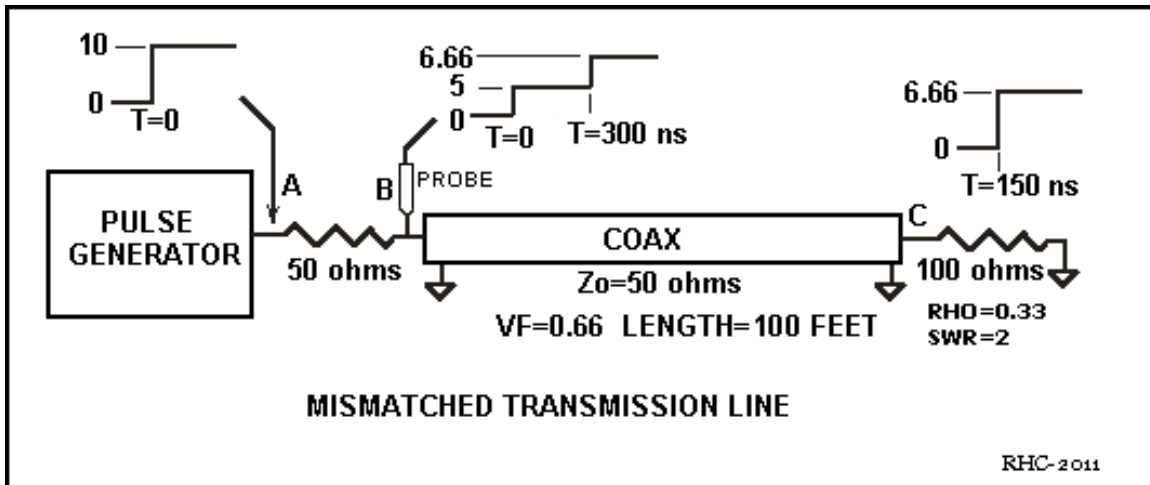 10
0
T=0
6.66
5
0
T=0
T=300 ns
6.66
0
T=150 ns
A
B
PROBE
C
PULSE
GENERATOR
50 ohms
COAX
Zo=50 ohms
100 ohms
VF=0.66 LENGTH=100 FEET
RHO=0.33
SWR=2
MISMATCHED TRANSMISSION LINE
RHC-2011